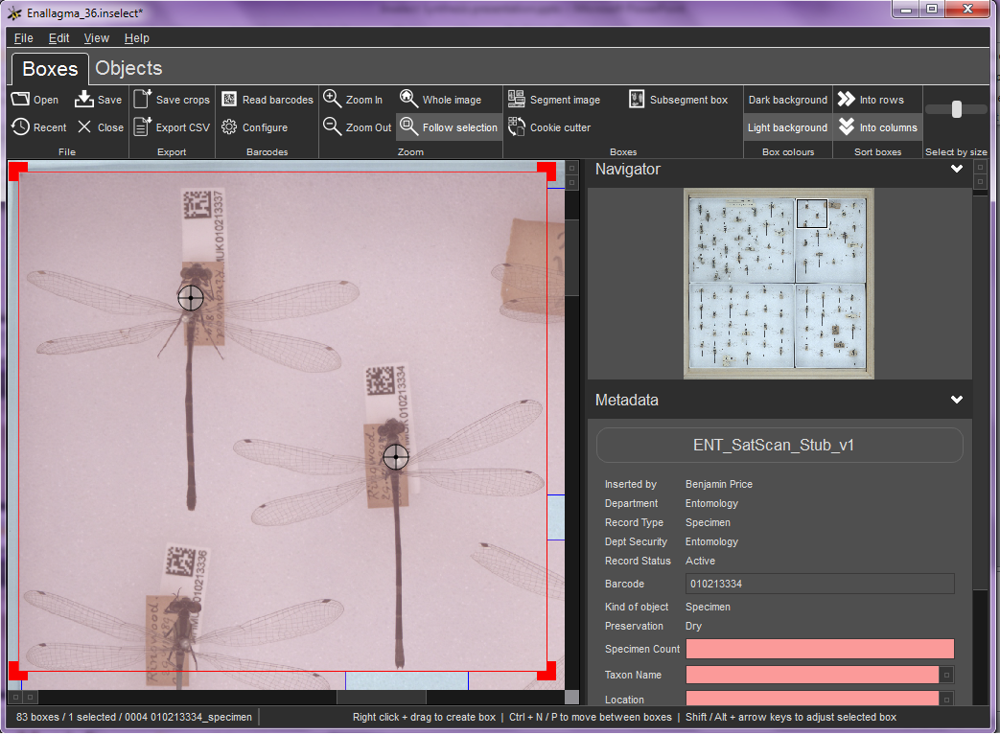 Enallagma_36.inselect*
File Edit View Help
Boxes Objects
Open Save Save crops Read barcodes Zoom In Whole image Segment image Subsegment box Dark background Into rows
Recent Close Export CSV Configure Zoom Out Follow selection Cookie cutter Light background Into columns
File Export Barcodes Zoom Boxes Box colours Sort boxes Select by size
010213337
010213334
Ringwood.
010213336
Ringwood.
Navigator
Metadata
ENT_SatScan_Stub_v1
Inserted by Benjamin Price
Department Entomology
Record Type Specimen
Dept Security Entomology
Record Status Active
Barcode 010213334
Kind of object Specimen
Preservation Dry
Specimen Count
Taxon Name
Location
83 boxes / 1 selected / 0004 010213334_specimen Right click + drag to create box | Ctrl + N / P to move between boxes | Shift / Alt + arrow keys to adjust selected box